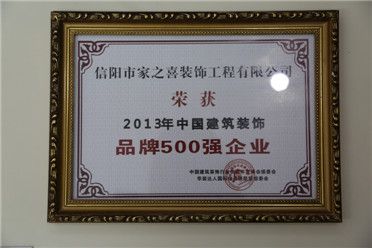 信阳市家之喜装饰工程有限公司
荣获
2013年中国建筑装饰
品牌500强企业